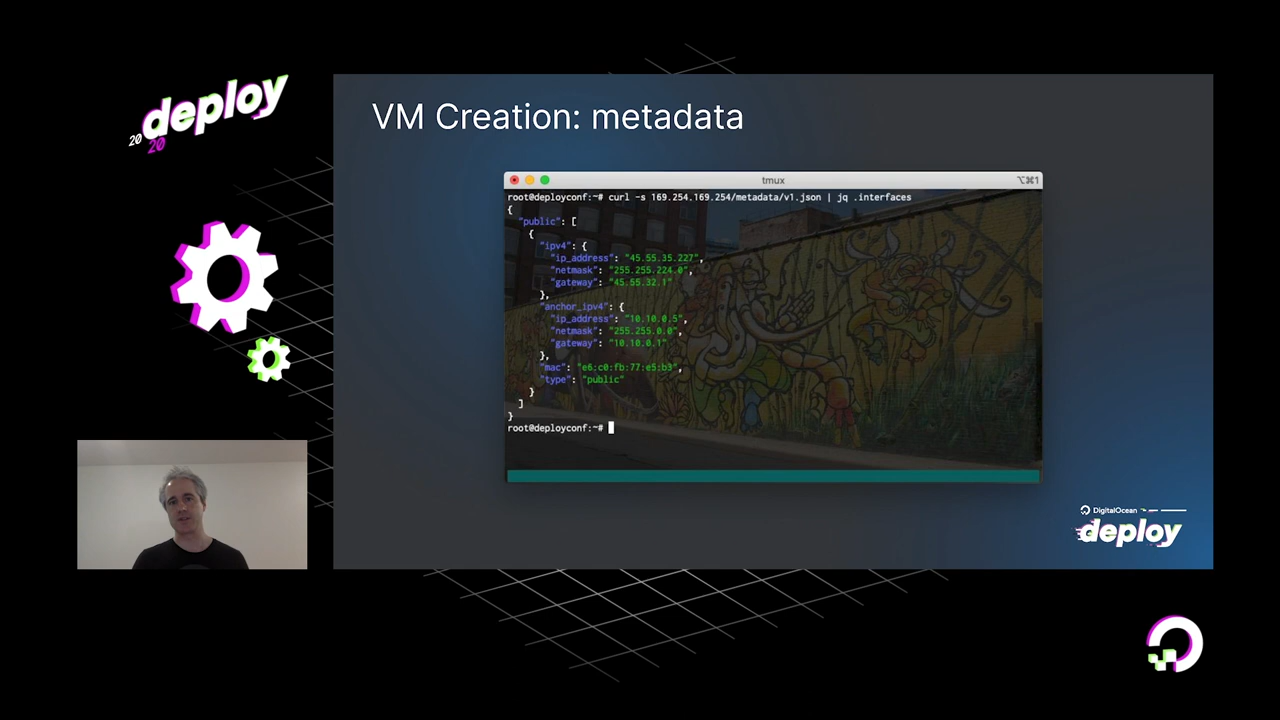 deploy
20
20
VM Creation: metadata
tmux
⌥⌘1
root@deployconf:~# curl -s 169.254.169.254/metadata/v1.json | jq .interfaces
{
  "public": [
    {
      "ipv4": {
        "ip_address": "45.55.35.227",
        "netmask": "255.255.224.0",
        "gateway": "45.55.32.1"
      },
      "anchor_ipv4": {
        "ip_address": "10.10.0.5",
        "netmask": "255.255.0.0",
        "gateway": "10.10.0.1"
      },
      "mac": "e6:c0:fb:77:e5:b3",
      "type": "public"
    }
  ]
}
root@deployconf:~#
DigitalOcean
deploy